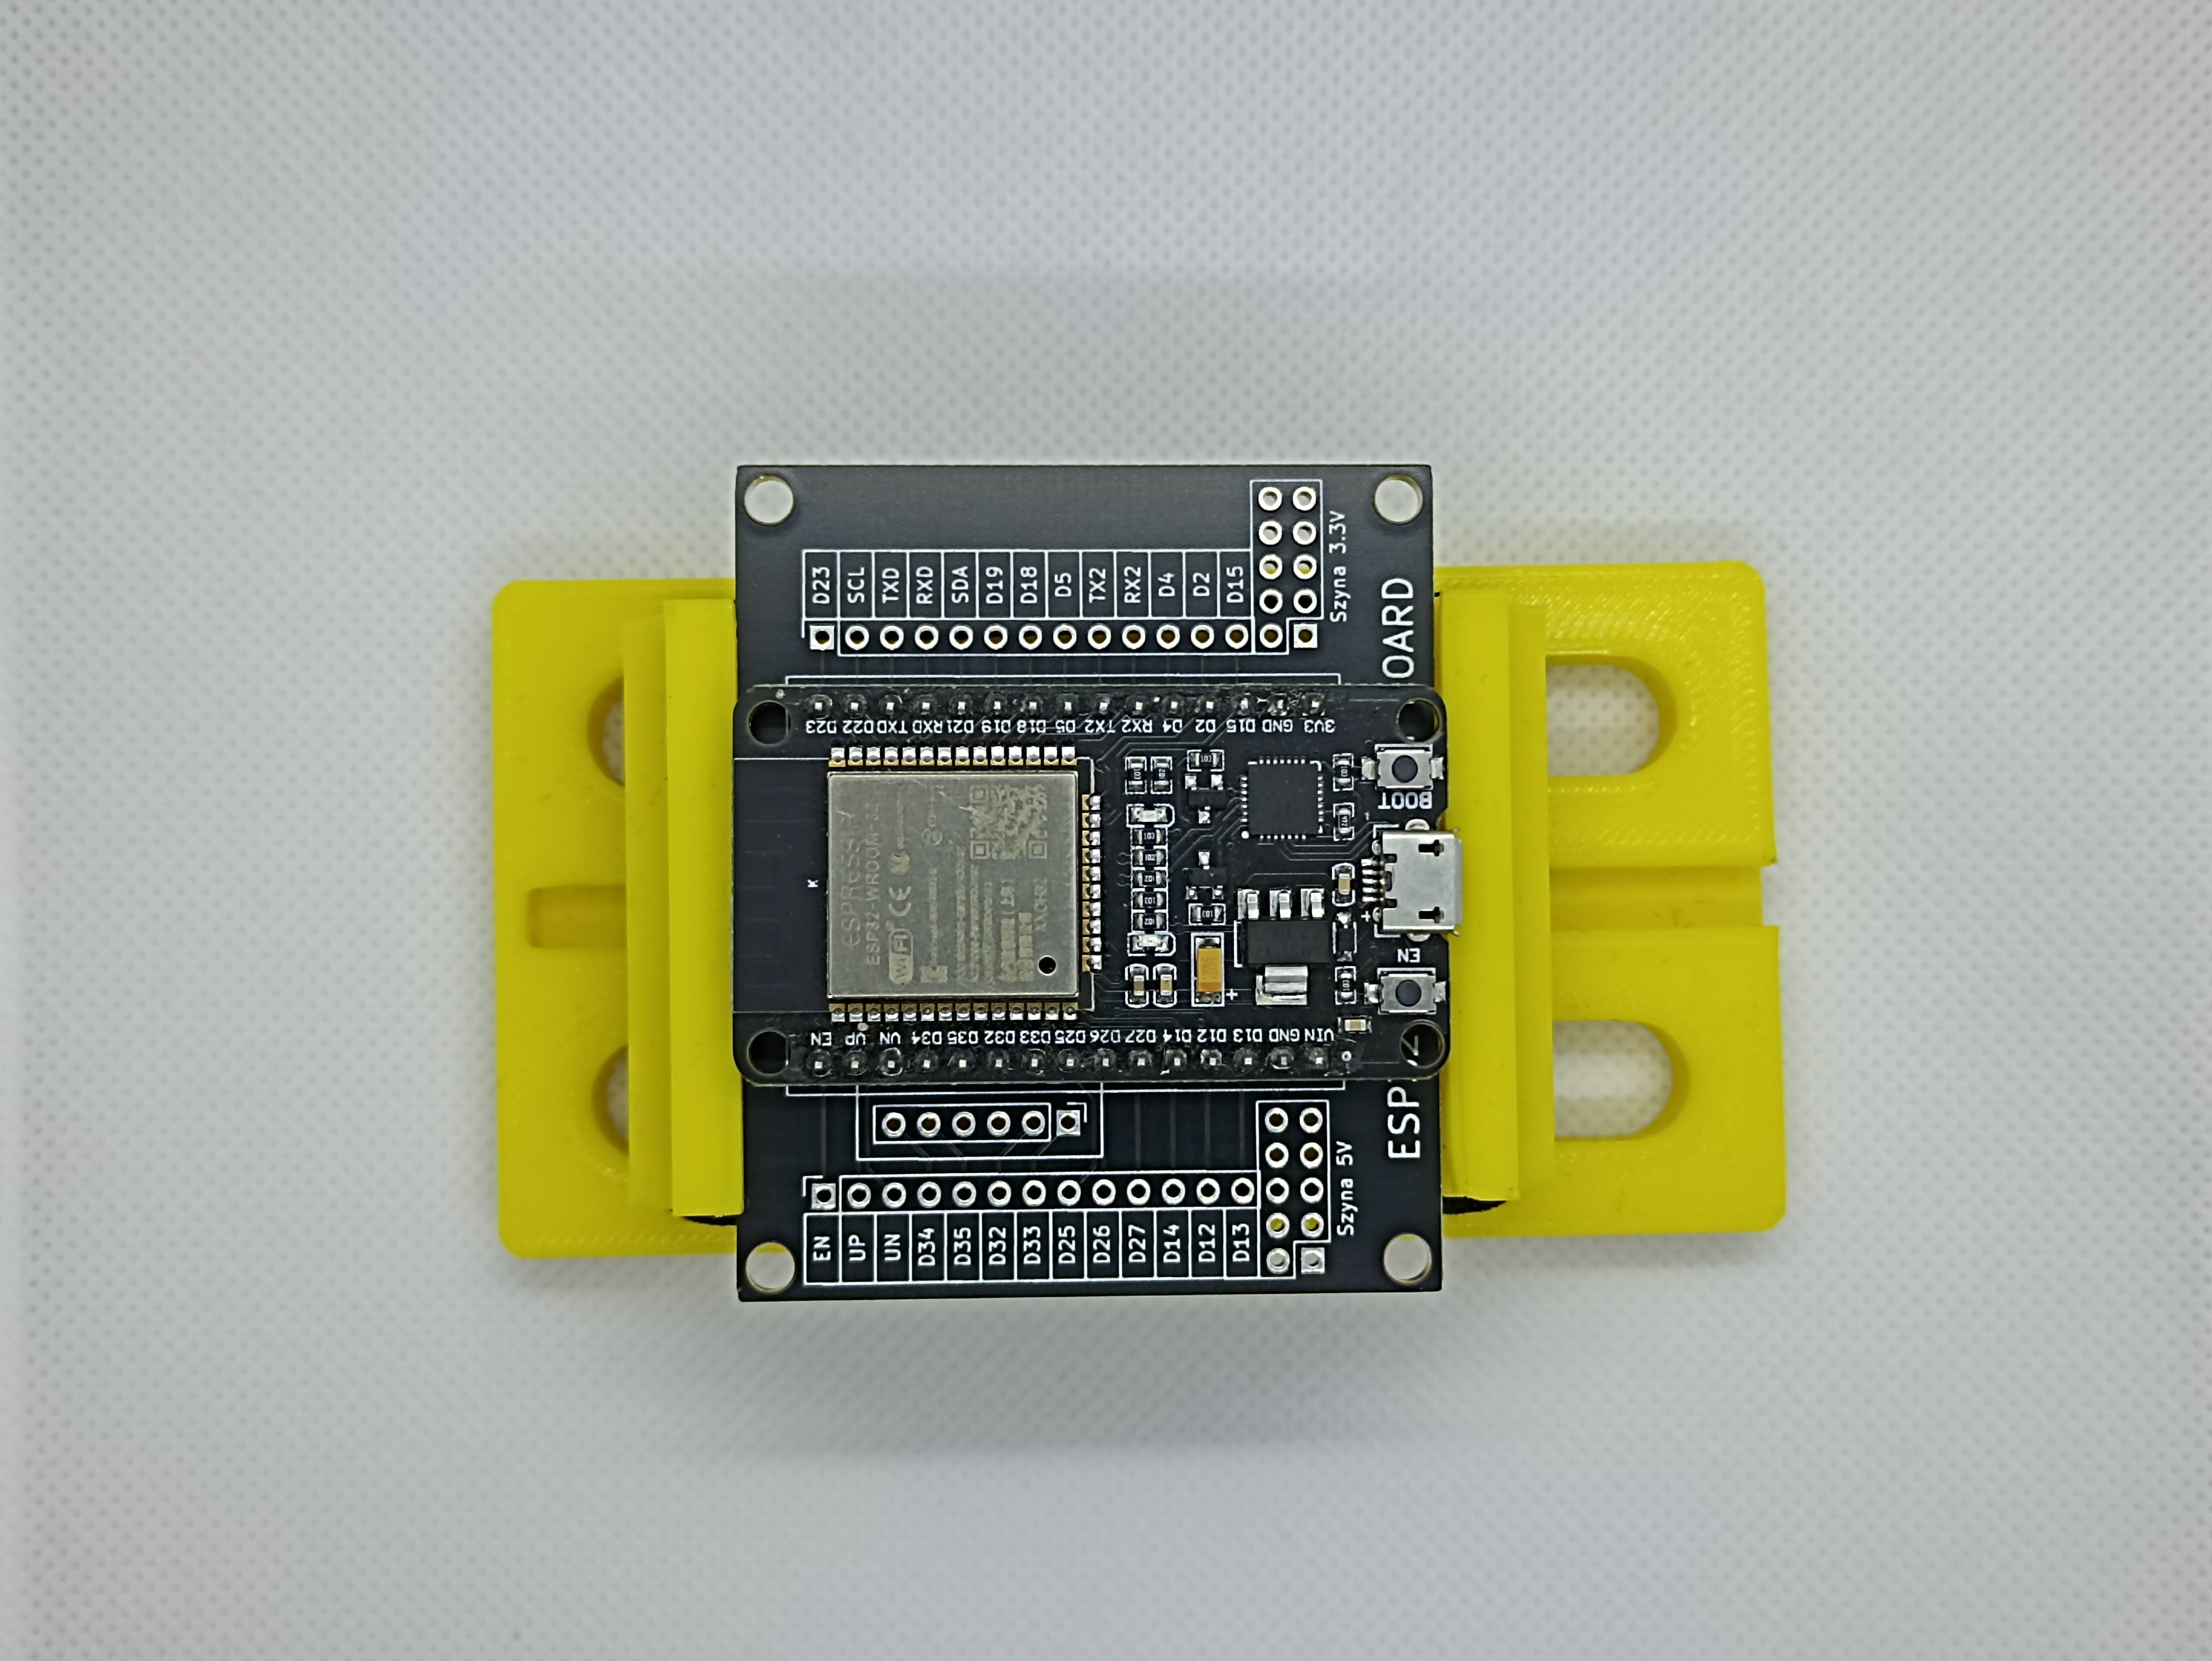 D23 SCL TXD RXD SDA D19 D18 D5 TX2 RX2 D4 D2 D15
Szyna 3.3V
OARD
D23 D22 TXD RXD D21 D19 D18 D5 TX2 RX2 D4 D2 D15 GND 3V3
BOOT
ESP32-WROOM-32
WiFi CE
EN
EN UP UN D34 D35 D32 D33 D25 D26 D27 D14 D12 D13 GND VIN
ESP
Szyna 5V
EN UP UN D34 D35 D32 D33 D25 D26 D27 D14 D12 D13